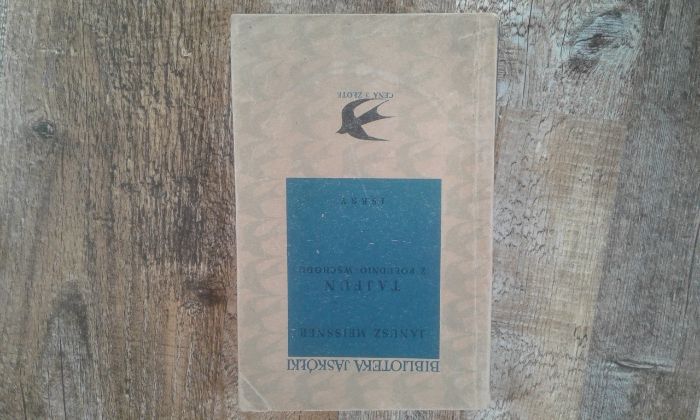 BIBLIOTEKA JASKÓŁKI
JANUSZ MEISSNER
TAJFUN
Z POŁUDNIO-WSCHODU
ISKRY
CENA 3 ZŁOTE